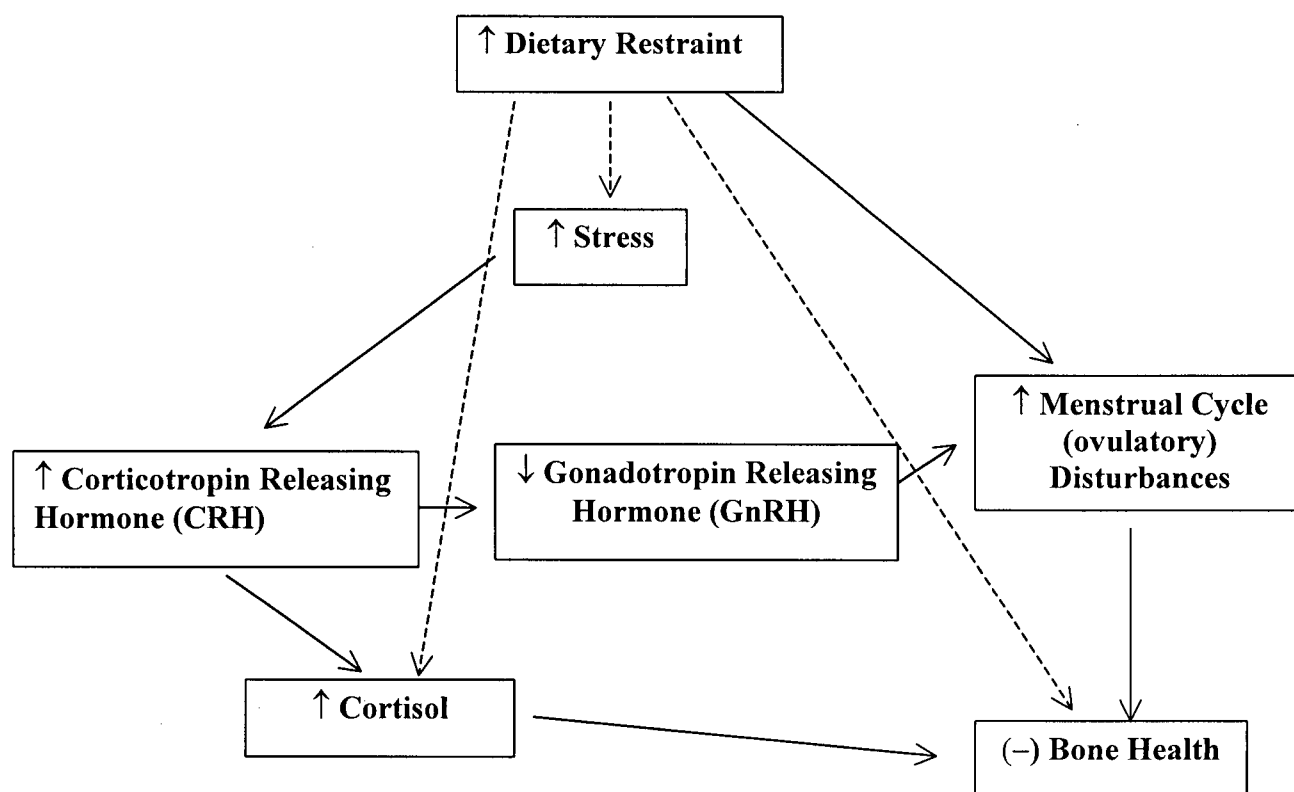 ↑ Dietary Restraint
↑ Stress
↑ Menstrual Cycle
(ovulatory)
Disturbances
↑ Corticotropin Releasing
Hormone (CRH)
↓ Gonadotropin Releasing
Hormone (GnRH)
↑ Cortisol
(–) Bone Health